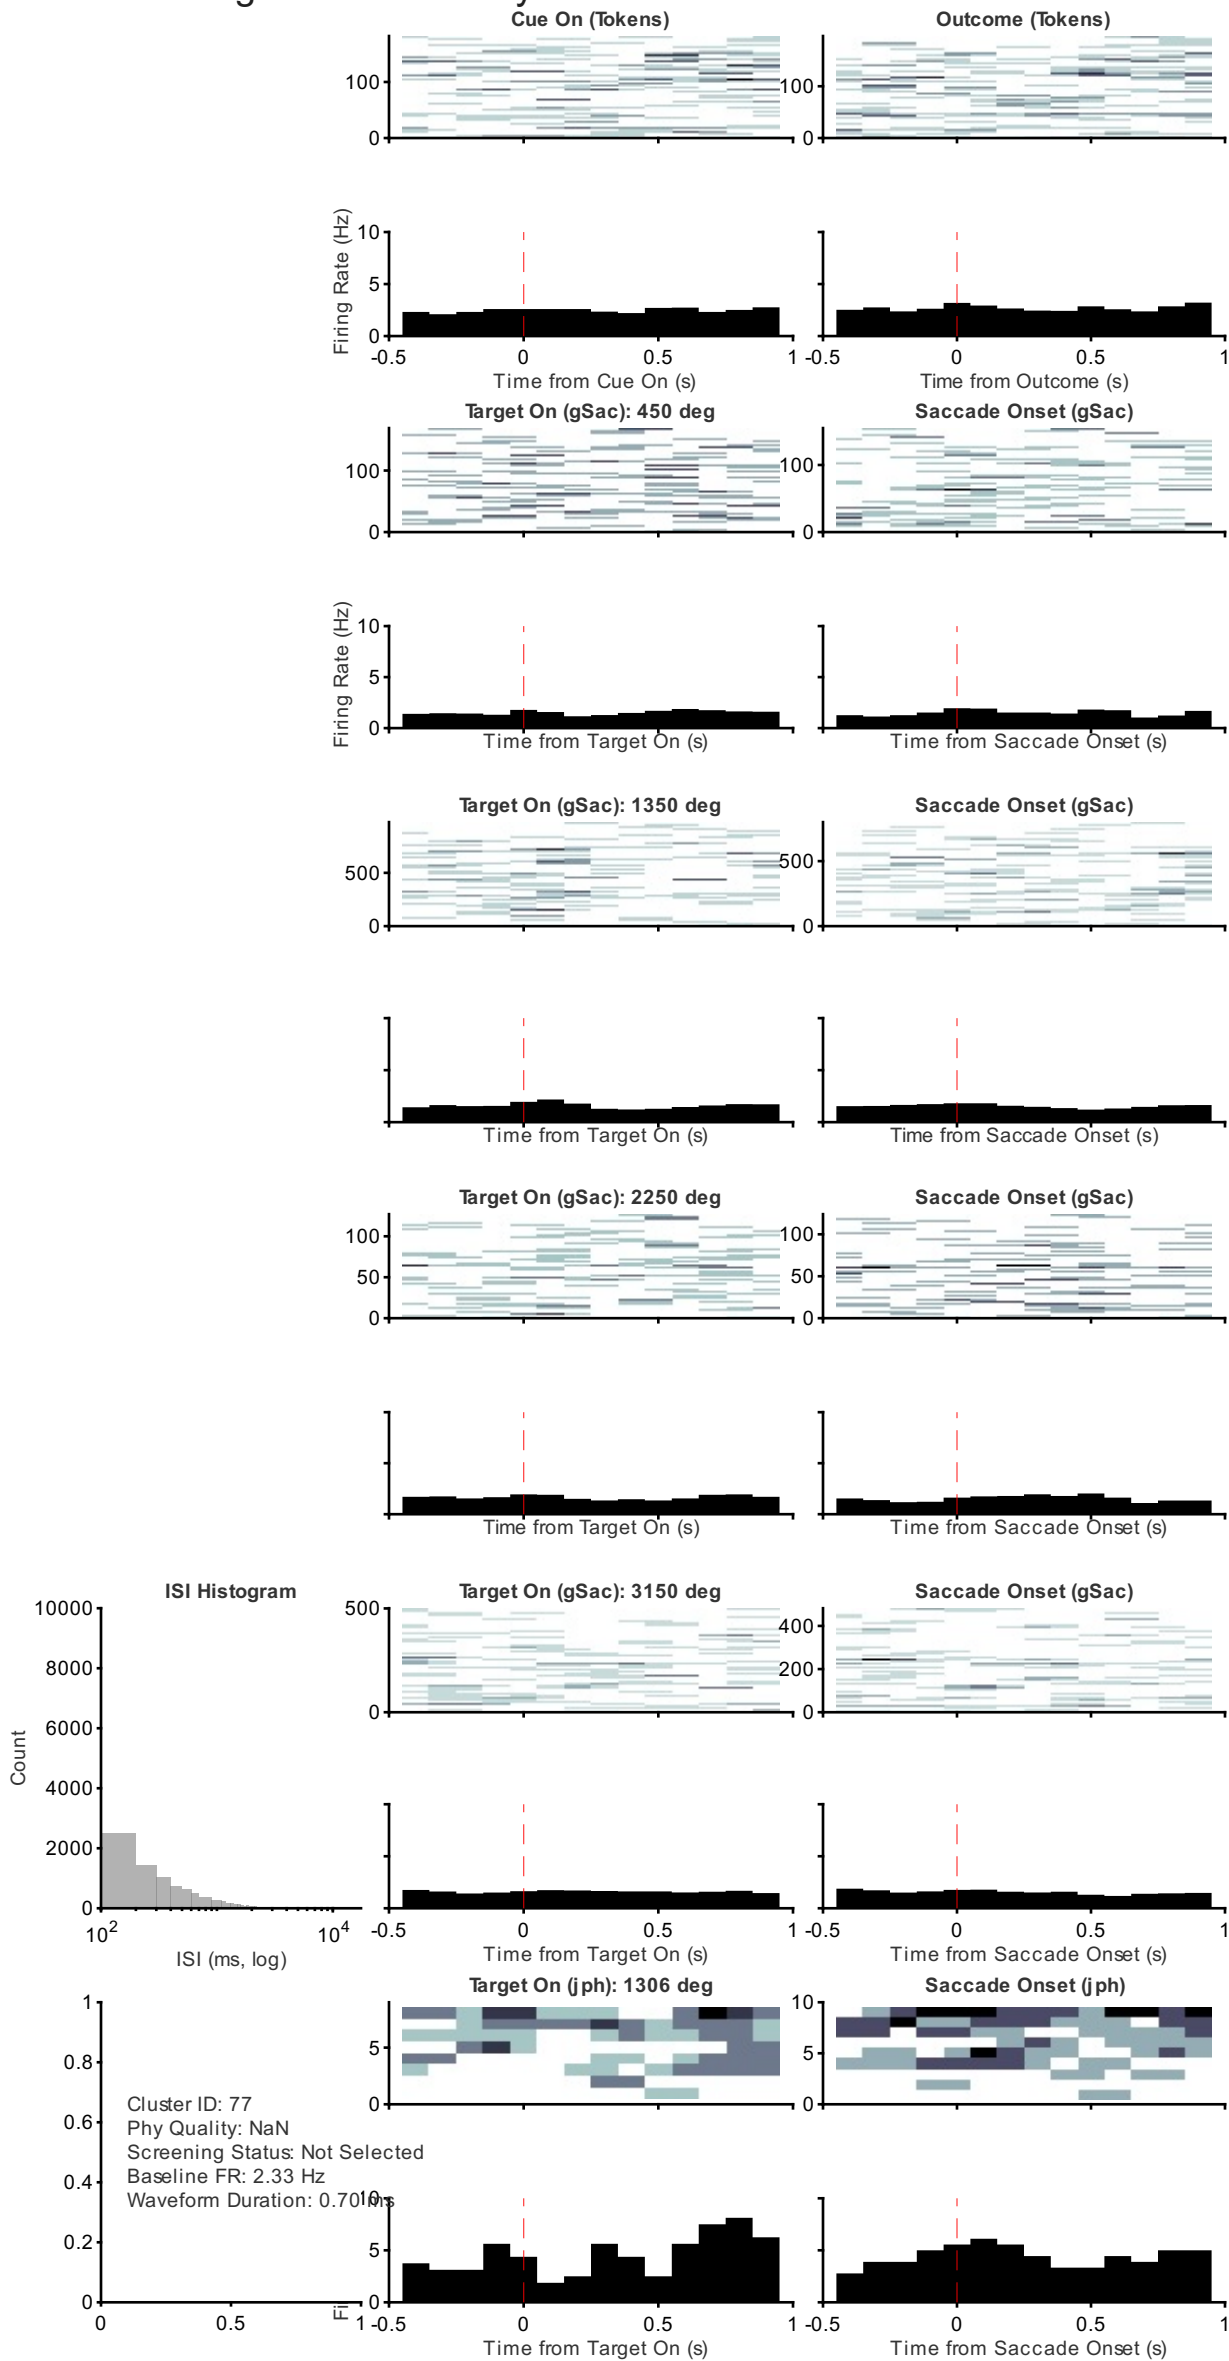 Cue On (Tokens)
Outcome (Tokens)
100
0
100
0
Firing Rate (Hz)
10
5
0
-0.5
0
0.5
1
-0.5
0
0.5
1
Time from Cue On (s)
Time from Outcome (s)
Target On (gSac): 450 deg
Saccade Onset (gSac)
100
0
100
0
Firing Rate (Hz)
10
5
0
Time from Target On (s)
Time from Saccade Onset (s)
Target On (gSac): 1350 deg
Saccade Onset (gSac)
500
0
500
0
Time from Target On (s)
Time from Saccade Onset (s)
Target On (gSac): 2250 deg
Saccade Onset (gSac)
100
50
0
100
50
0
Time from Target On (s)
Time from Saccade Onset (s)
ISI Histogram
Target On (gSac): 3150 deg
Saccade Onset (gSac)
10000
8000
6000
4000
2000
0
Count
10²
10⁴
ISI (ms, log)
500
0
400
200
0
-0.5
0
0.5
1
-0.5
0
0.5
1
Time from Target On (s)
Time from Saccade Onset (s)
Target On (jph): 1306 deg
Saccade Onset (jph)
1
0.8
0.6
0.4
0.2
0
0
0.5
1
Cluster ID: 77
Phy Quality: NaN
Screening Status: Not Selected
Baseline FR: 2.33 Hz
Waveform Duration: 0.70 ms
5
0
10
5
0
10
5
0
Fi
-0.5
0
0.5
1
-0.5
0
0.5
1
Time from Target On (s)
Time from Saccade Onset (s)